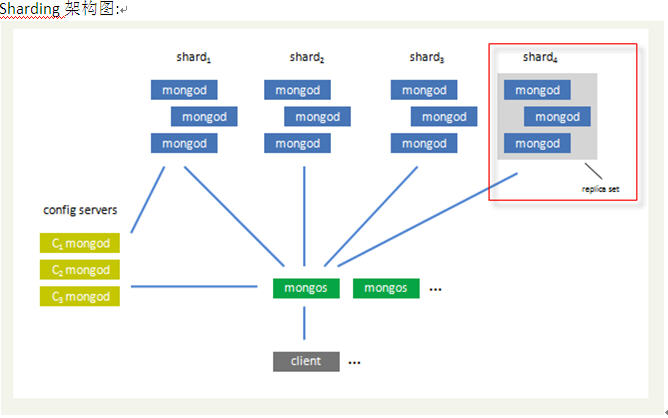 Sharding 架构图:
shard1 shard2 shard3 shard4
mongod mongod mongod mongod
mongod mongod mongod mongod
mongod mongod mongod mongod
replica set
config servers
C1 mongod
C2 mongod
C3 mongod
mongos mongos ...
client ...